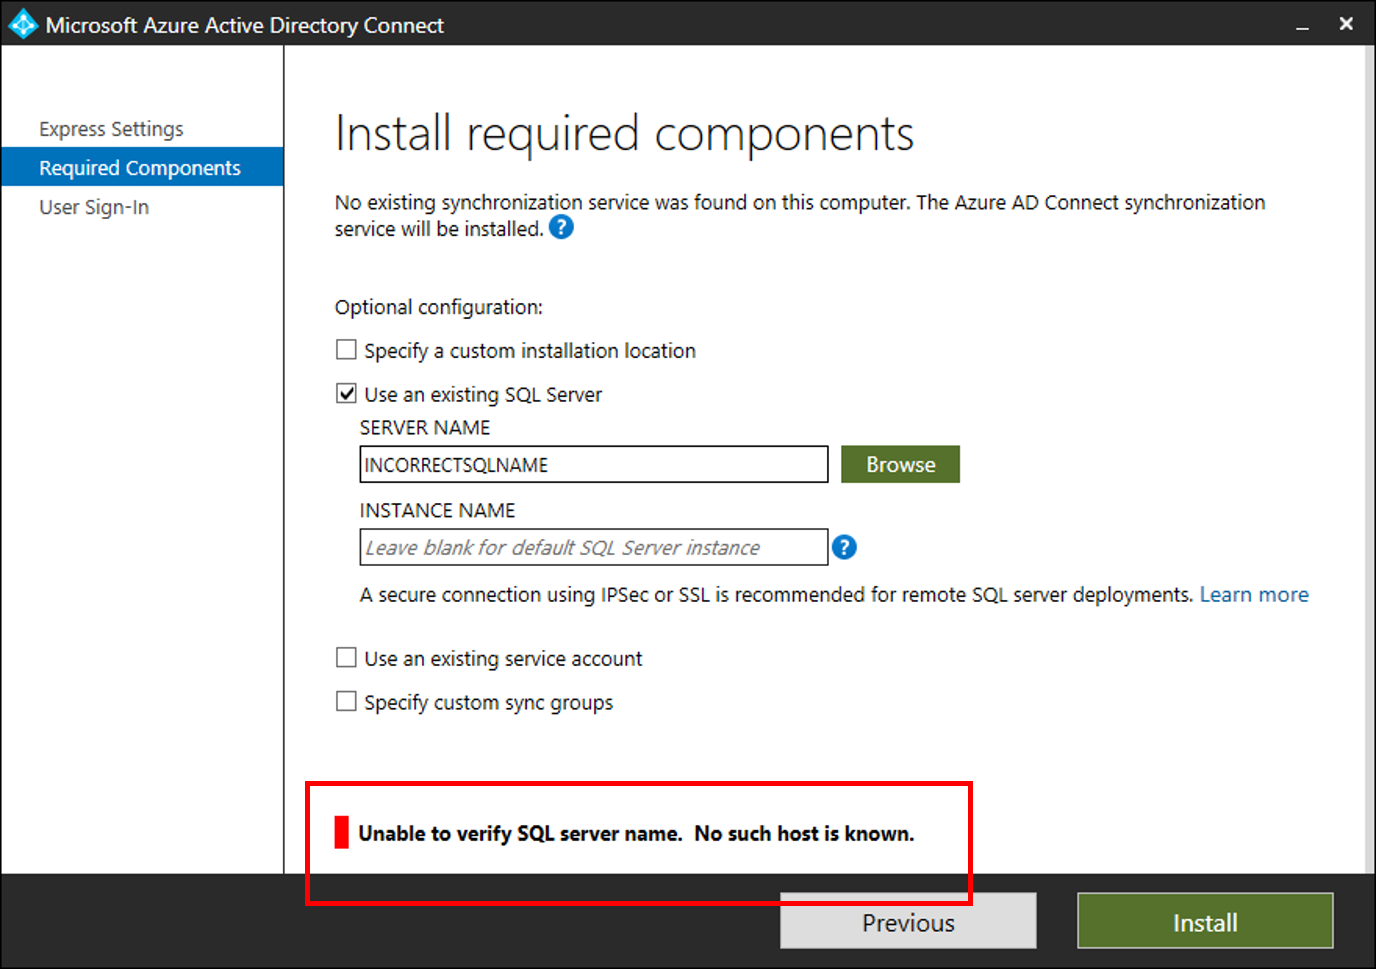 Microsoft Azure Active Directory Connect
Express Settings
Required Components
User Sign-In
Install required components
No existing synchronization service was found on this computer. The Azure AD Connect synchronization
service will be installed. ?
Optional configuration:
Specify a custom installation location
Use an existing SQL Server
SERVER NAME
INCORRECTSQLNAME
Browse
INSTANCE NAME
Leave blank for default SQL Server instance ?
A secure connection using IPSec or SSL is recommended for remote SQL server deployments. Learn more
Use an existing service account
Specify custom sync groups
Unable to verify SQL server name. No such host is known.
Previous
Install